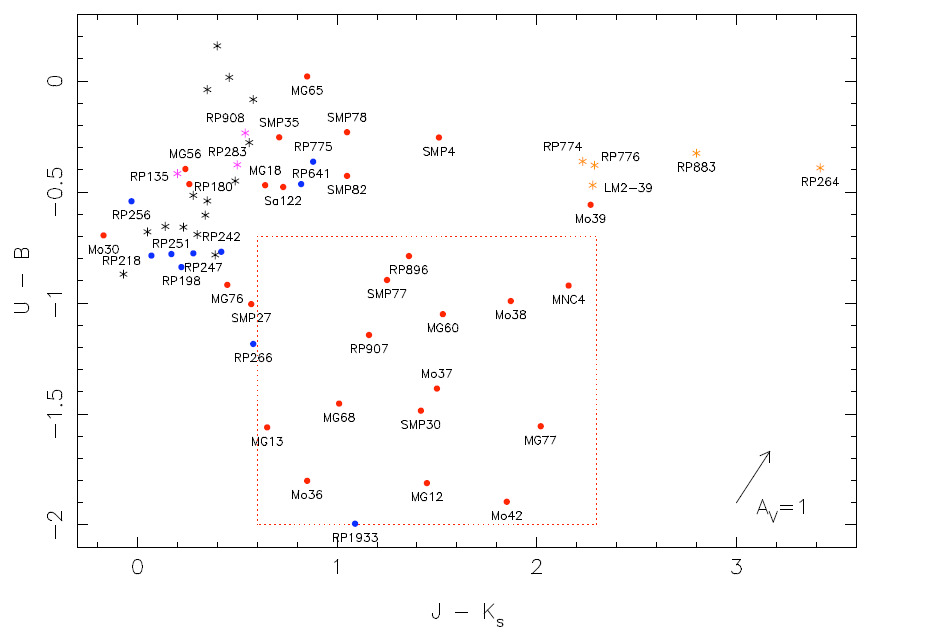 0
MG65
RP908
SMP35
SMP78
RP775
RP774
SMP4
RP776
MG56
RP283
RP883
RP135
MG18
RP641
RP264
RP180
SMP82
LM2-39
−0.5
Sa122
RP256
Mo39
RP251
RP242
Mo30
RP218
RP247
RP896
RP198
SMP77
MG76
MNC4
−1
SMP27
Mo38
MG60
RP266
RP907
Mo37
MG68
SMP30
−1.5
MG13
MG77
Mo36
MG12
Mo42
A_V=1
−2
RP1933
U − B
0 1 2 3
J − K_s